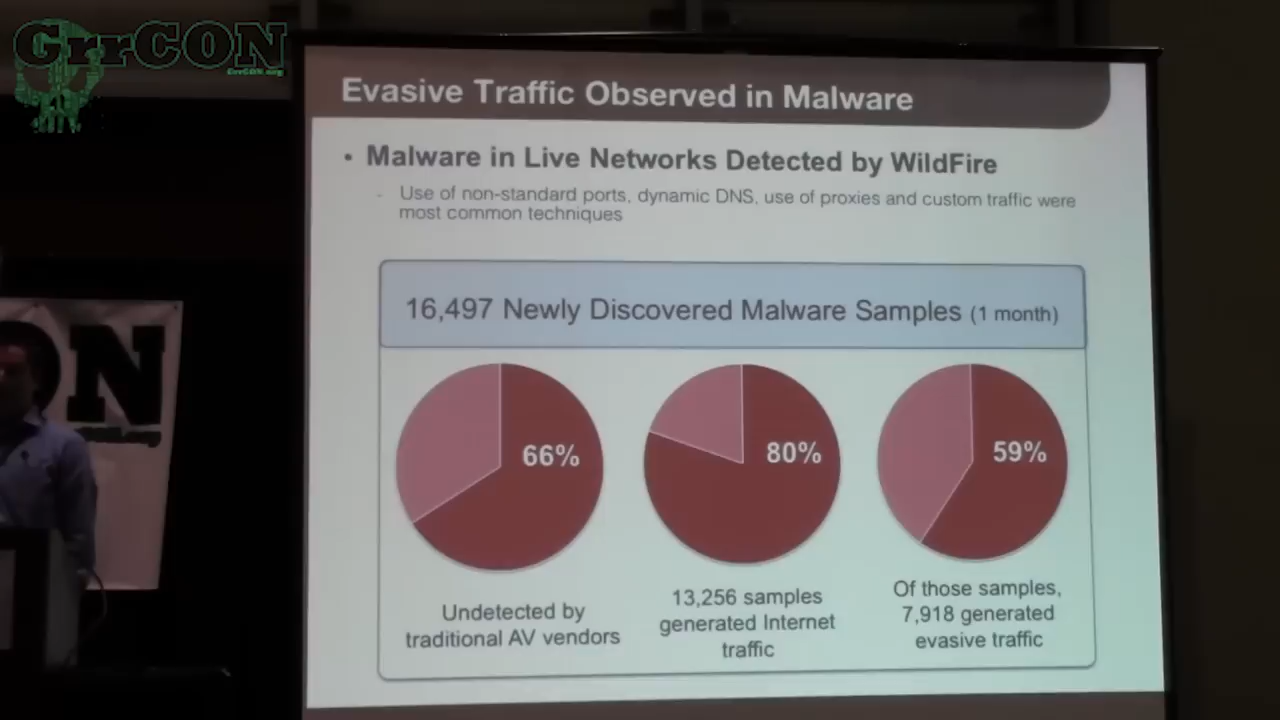 GrrCON
GrrCON.org
Evasive Traffic Observed in Malware
• Malware in Live Networks Detected by WildFire
- Use of non-standard ports, dynamic DNS, use of proxies and custom traffic were
most common techniques
16,497 Newly Discovered Malware Samples (1 month)
66%
80%
59%
Undetected by
traditional AV vendors
13,256 samples
generated Internet
traffic
Of those samples,
7,918 generated
evasive traffic
ON